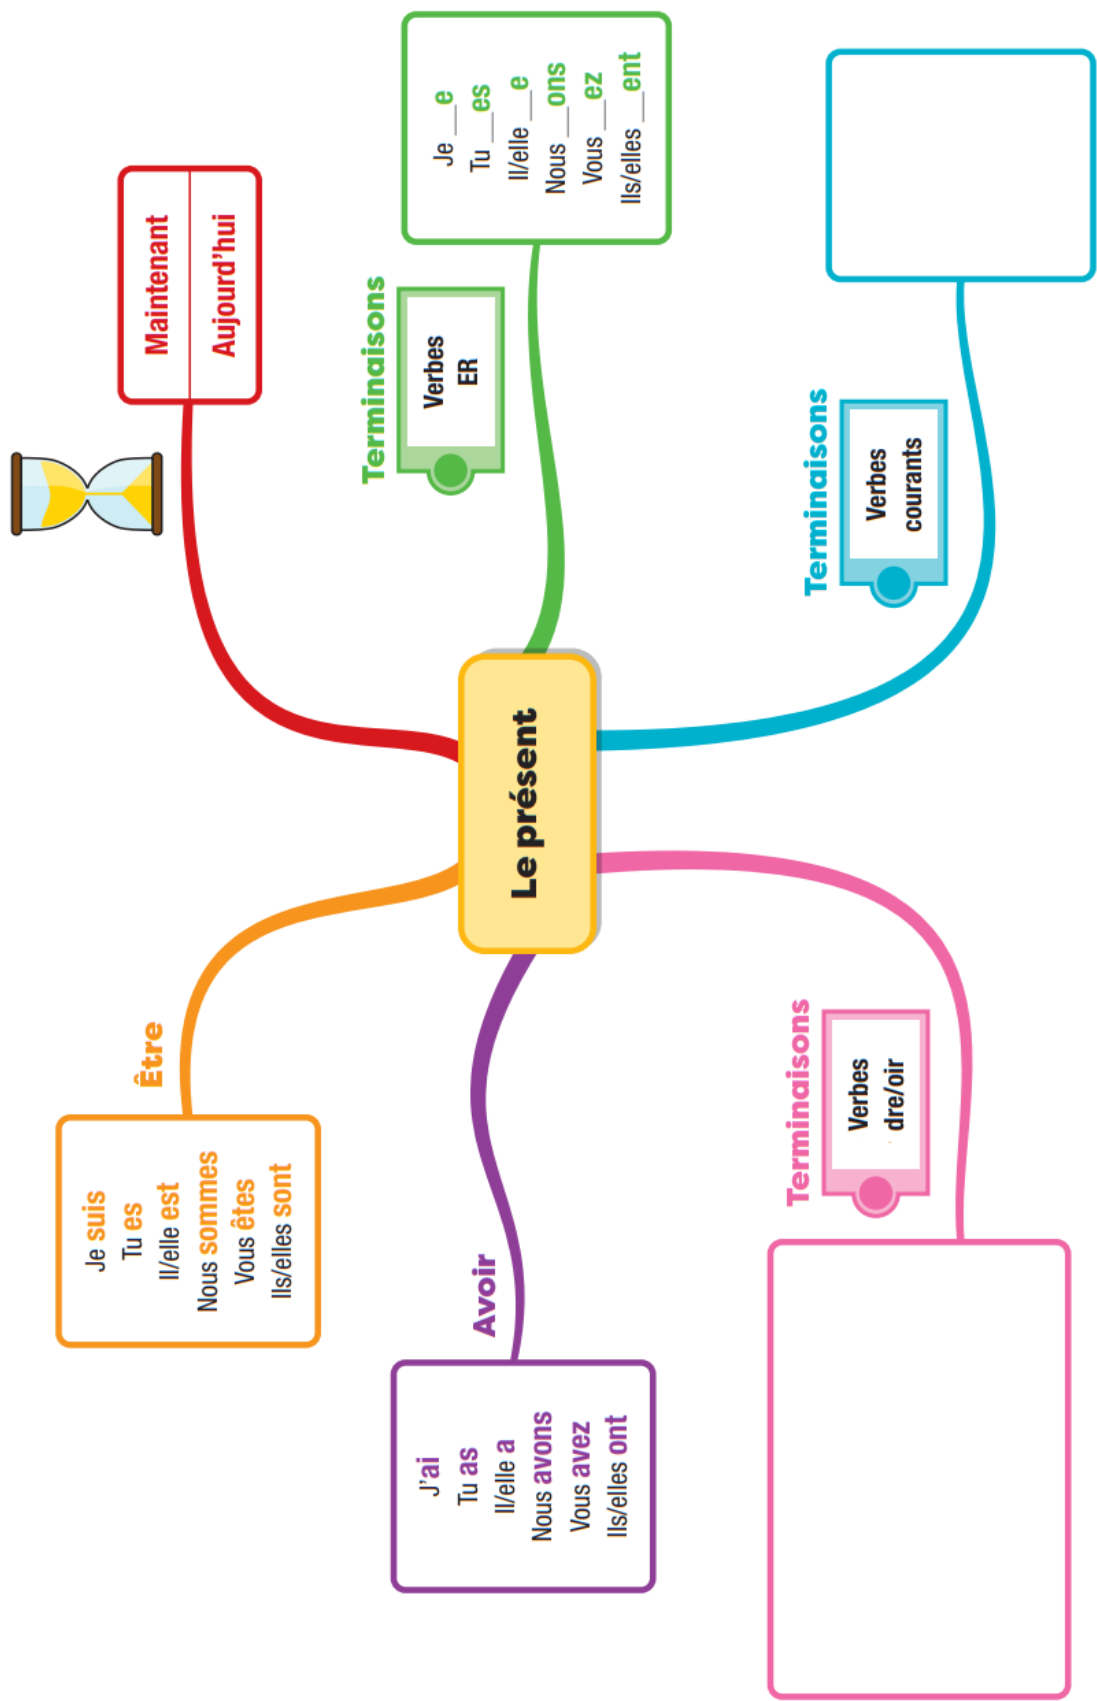 Le présent
Maintenant
Aujourd'hui
Terminaisons
Verbes
ER
Je __e
Tu __es
Il/elle __e
Nous __ons
Vous __ez
Ils/elles __ent
Terminaisons
Verbes
courants
Terminaisons
Verbes
dre/oir
Avoir
J'ai
Tu as
Il/elle a
Nous avons
Vous avez
Ils/elles ont
Être
Je suis
Tu es
Il/elle est
Nous sommes
Vous êtes
Ils/elles sont